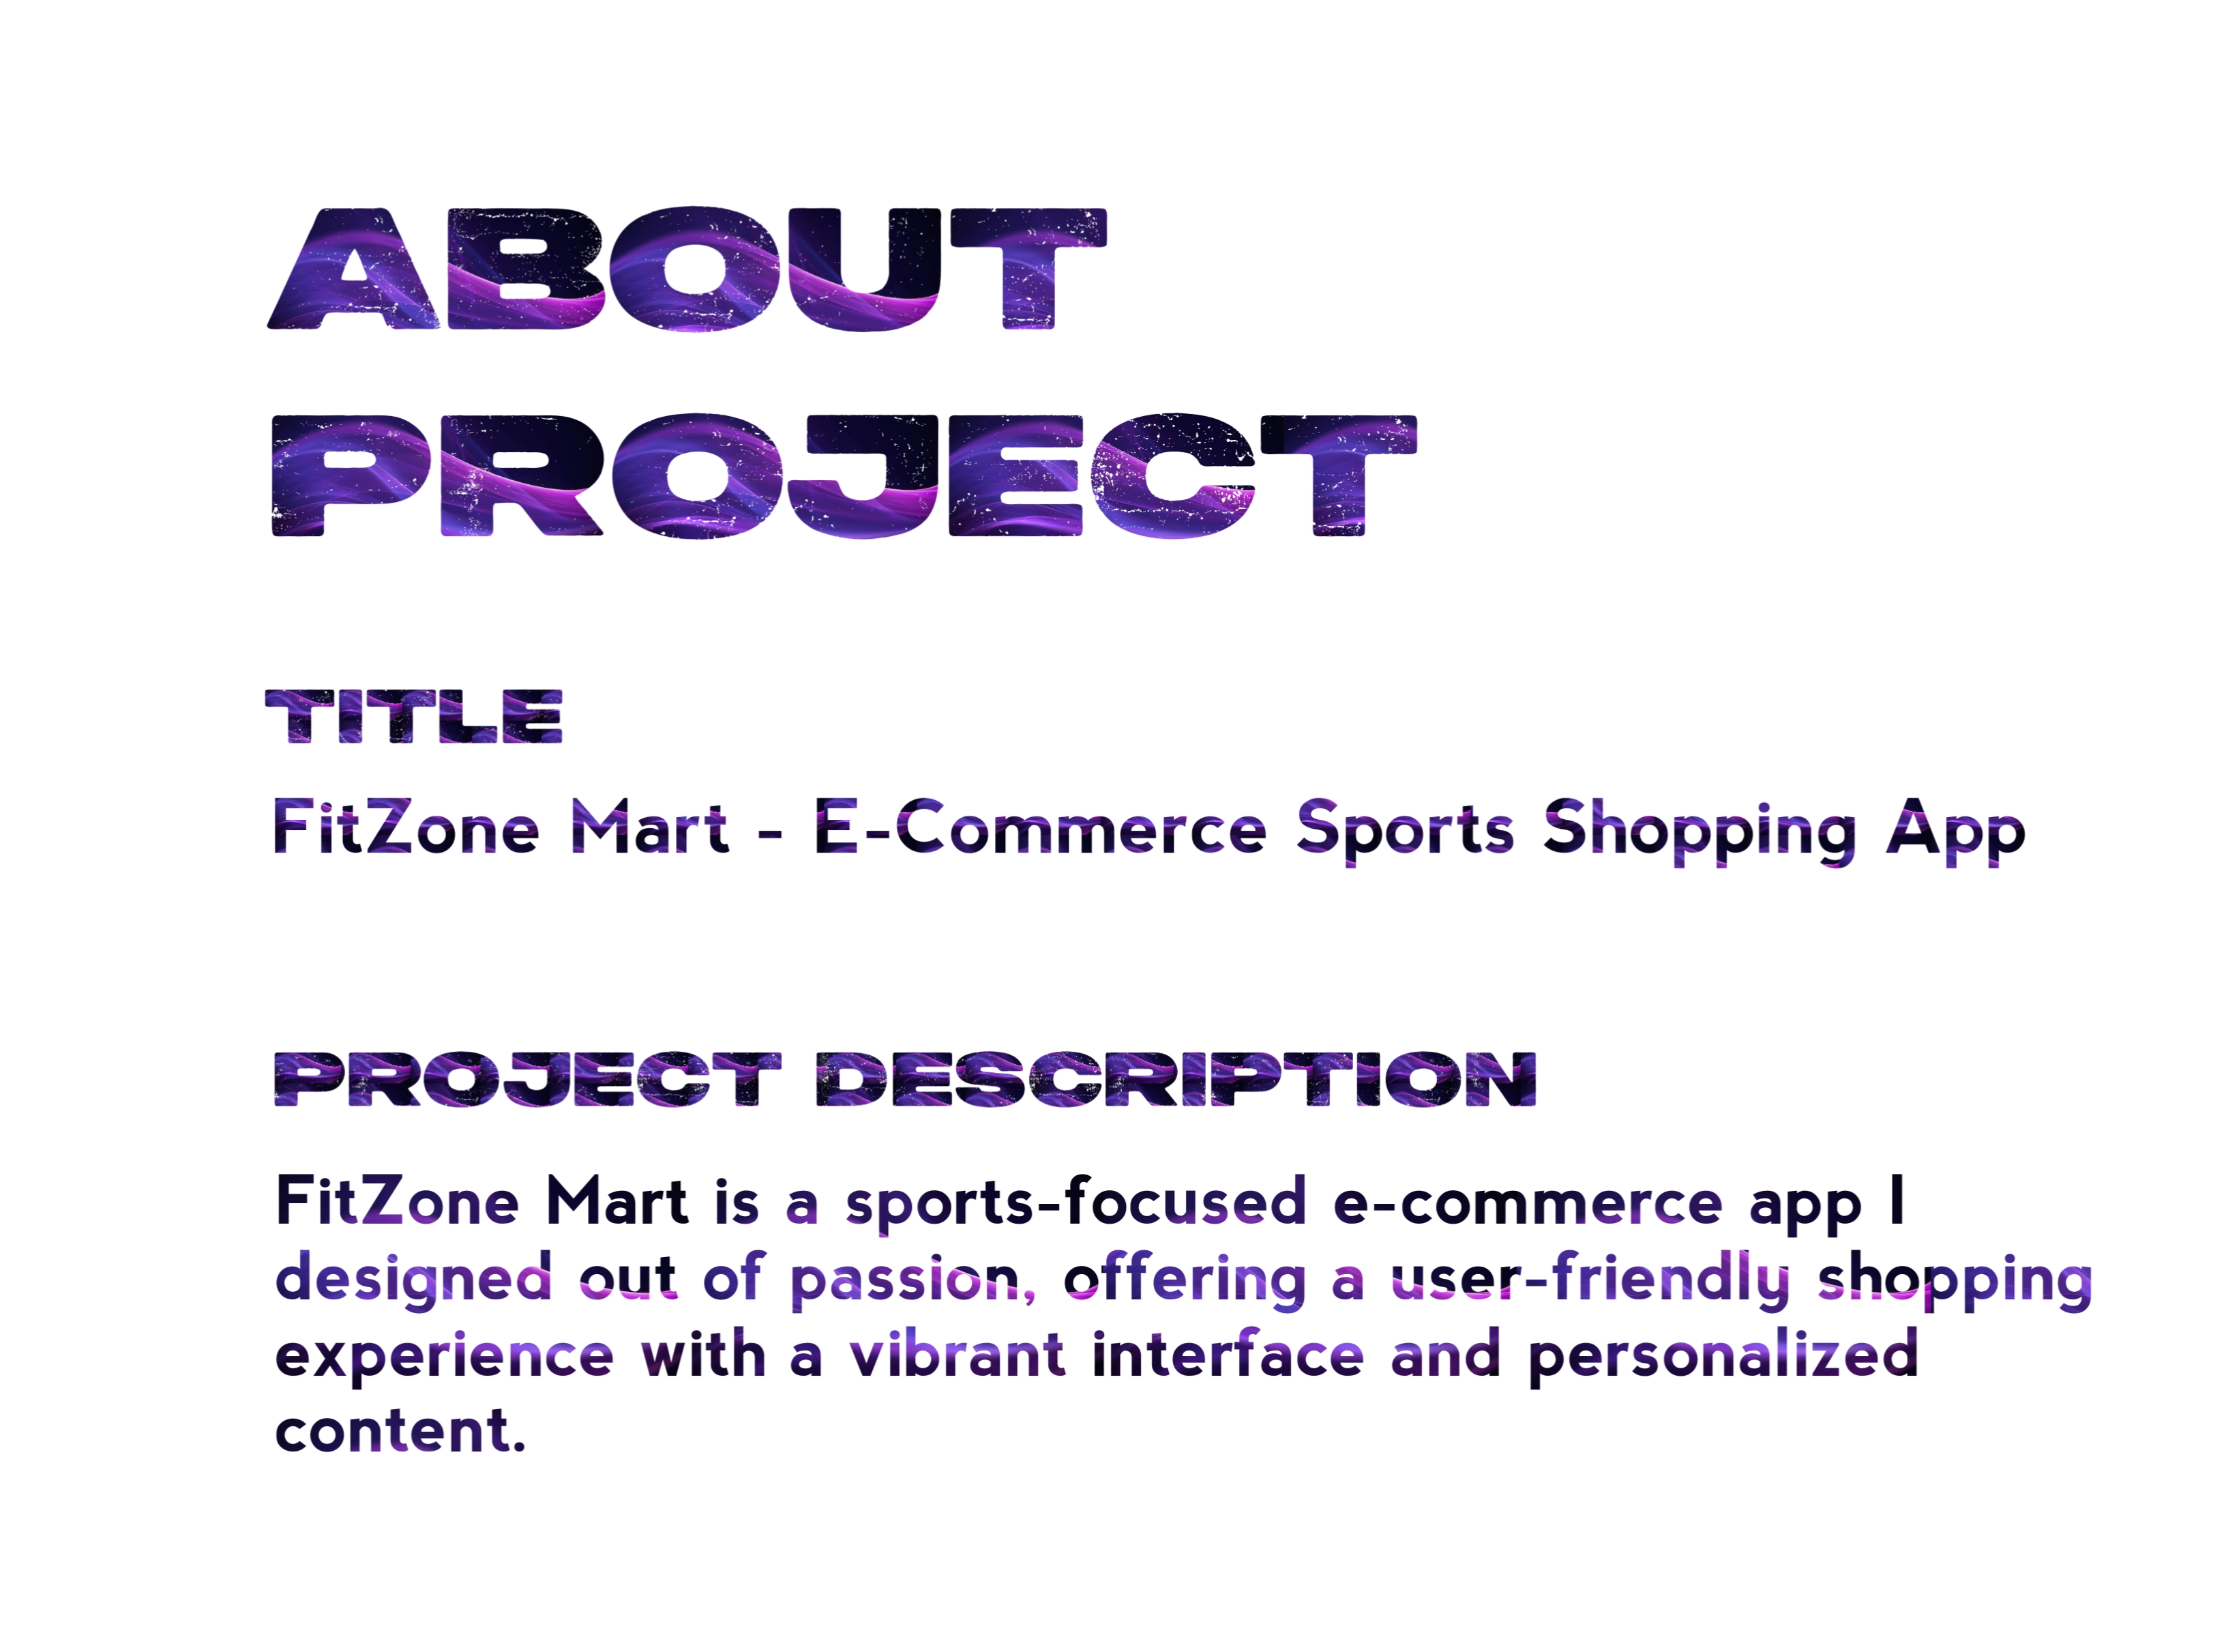 ABOUT
PROJECT
TITLE
FitZone Mart - E-Commerce Sports Shopping App
PROJECT DESCRIPTION
FitZone Mart is a sports-focused e-commerce app I
designed out of passion, offering a user-friendly shopping
experience with a vibrant interface and personalized
content.